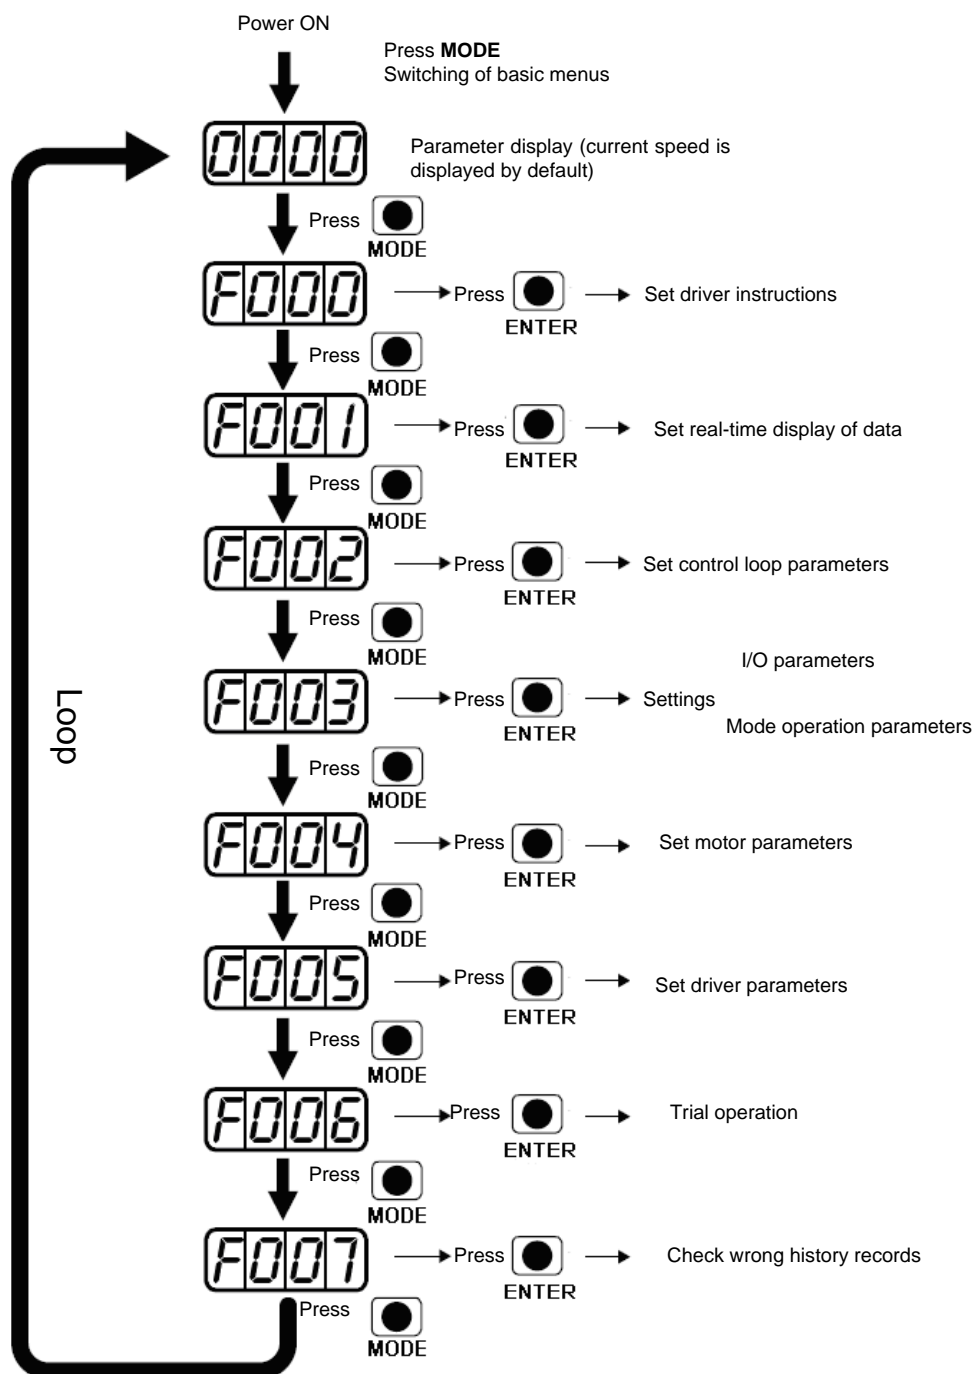 Power ON
Press MODE
Switching of basic menus
0000
Parameter display (current speed is
displayed by default)
Press
MODE
F000
Press
ENTER
Set driver instructions
Press
MODE
F001
Press
ENTER
Set real-time display of data
Press
MODE
F002
Press
ENTER
Set control loop parameters
Press
MODE
F003
Press
ENTER
Settings
I/O parameters
Mode operation parameters
Press
MODE
F004
Press
ENTER
Set motor parameters
Press
MODE
F005
Press
ENTER
Set driver parameters
Press
MODE
F006
Press
ENTER
Trial operation
Press
MODE
F007
Press
ENTER
Check wrong history records
Press
MODE
Loop